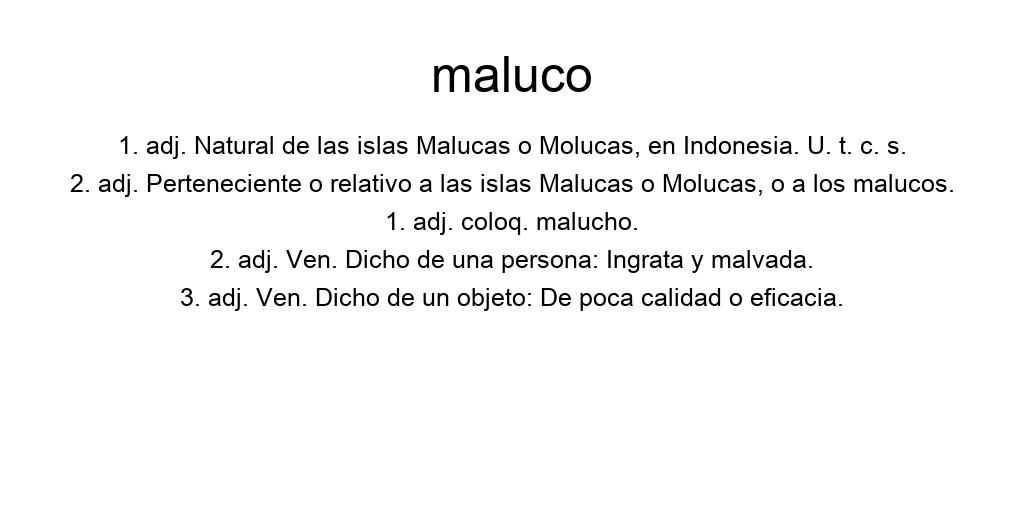 maluco
1. adj. Natural de las islas Malucas o Molucas, en Indonesia. U. t. c. s.
2. adj. Perteneciente o relativo a las islas Malucas o Molucas, o a los malucos.
1. adj. coloq. malucho.
2. adj. Ven. Dicho de una persona: Ingrata y malvada.
3. adj. Ven. Dicho de un objeto: De poca calidad o eficacia.